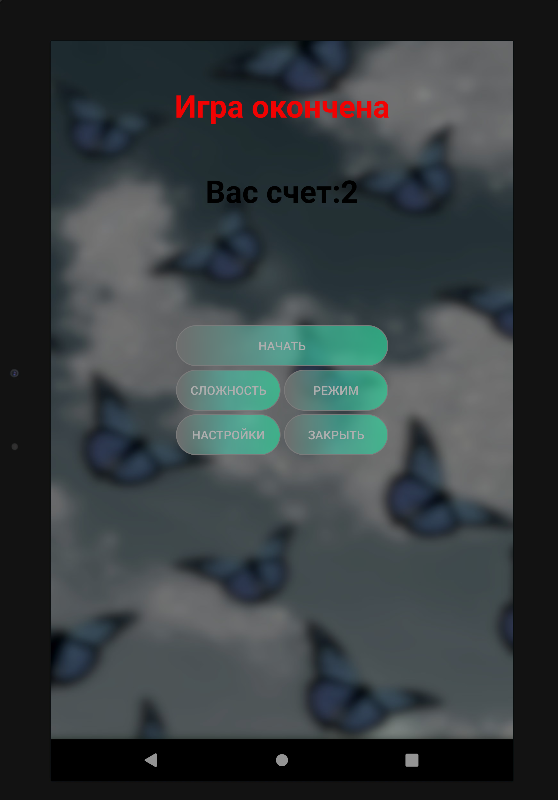 Игра окончена
Вас счет:2
НАЧАТЬ
СЛОЖНОСТЬ РЕЖИМ
НАСТРОЙКИ ЗАКРЫТЬ